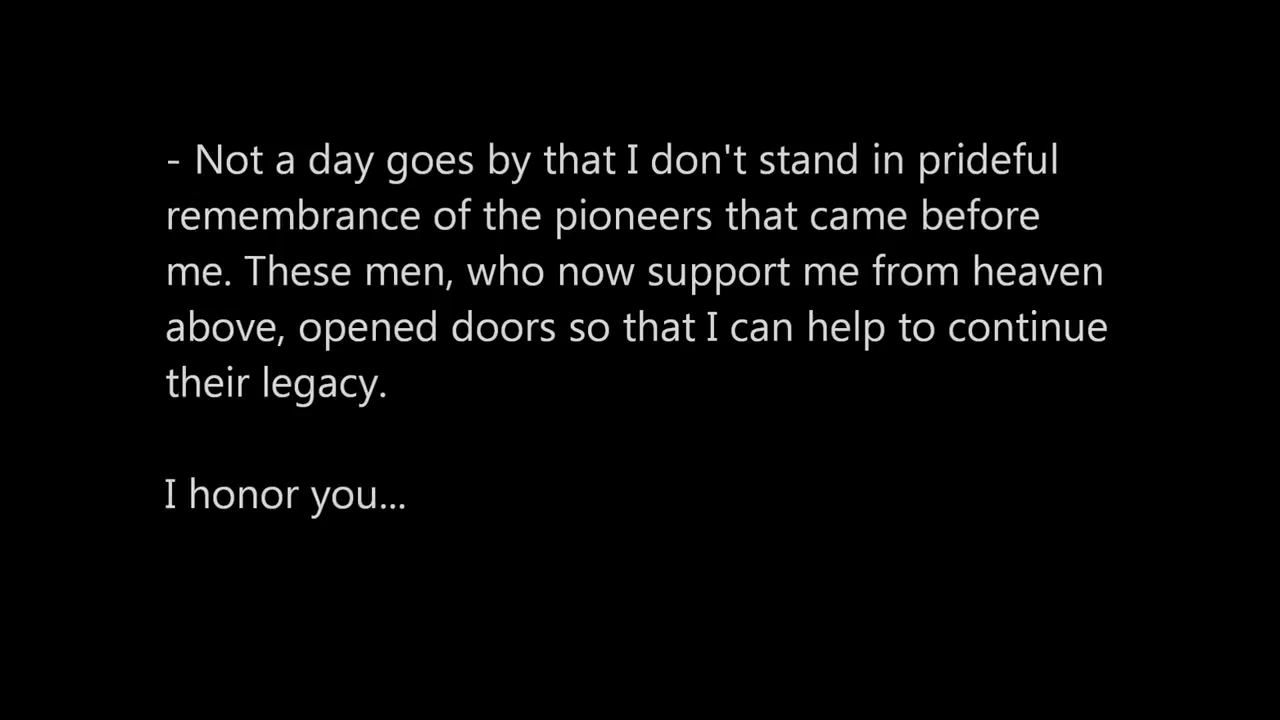 - Not a day goes by that I don't stand in prideful
remembrance of the pioneers that came before
me. These men, who now support me from heaven
above, opened doors so that I can help to continue
their legacy.
I honor you...